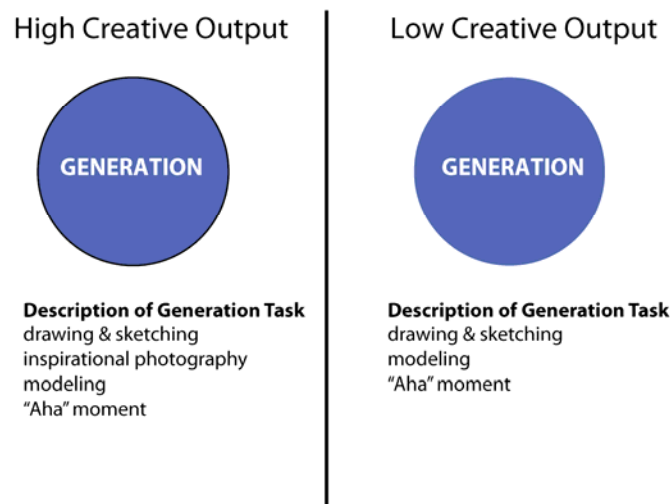 High Creative Output
GENERATION
Description of Generation Task
drawing & sketching
inspirational photography
modeling
“Aha” moment
Low Creative Output
GENERATION
Description of Generation Task
drawing & sketching
modeling
“Aha” moment